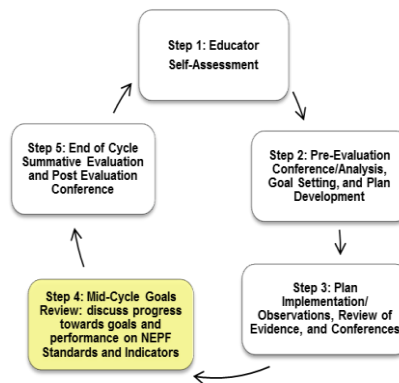 Step 1: Educator
Self-Assessment
Step 2: Pre-Evaluation
Conference/Analysis,
Goal Setting, and Plan
Development
Step 3: Plan
Implementation/
Observations, Review of
Evidence, and Conferences
Step 4: Mid-Cycle Goals
Review: discuss progress
towards goals and
performance on NEPF
Standards and Indicators
Step 5: End of Cycle
Summative Evaluation
and Post Evaluation
Conference